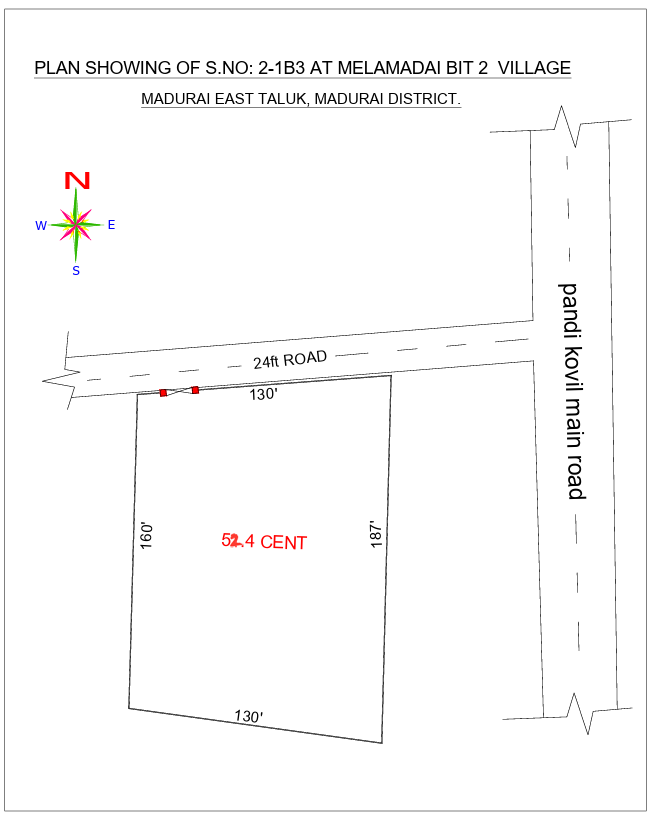 PLAN SHOWING OF S.NO: 2-1B3 AT MELAMADAI BIT 2 VILLAGE
MADURAI EAST TALUK, MADURAI DISTRICT.
N
W
E
S
pandi kovil main road
24ft ROAD
130'
160'
187'
CENT
130'